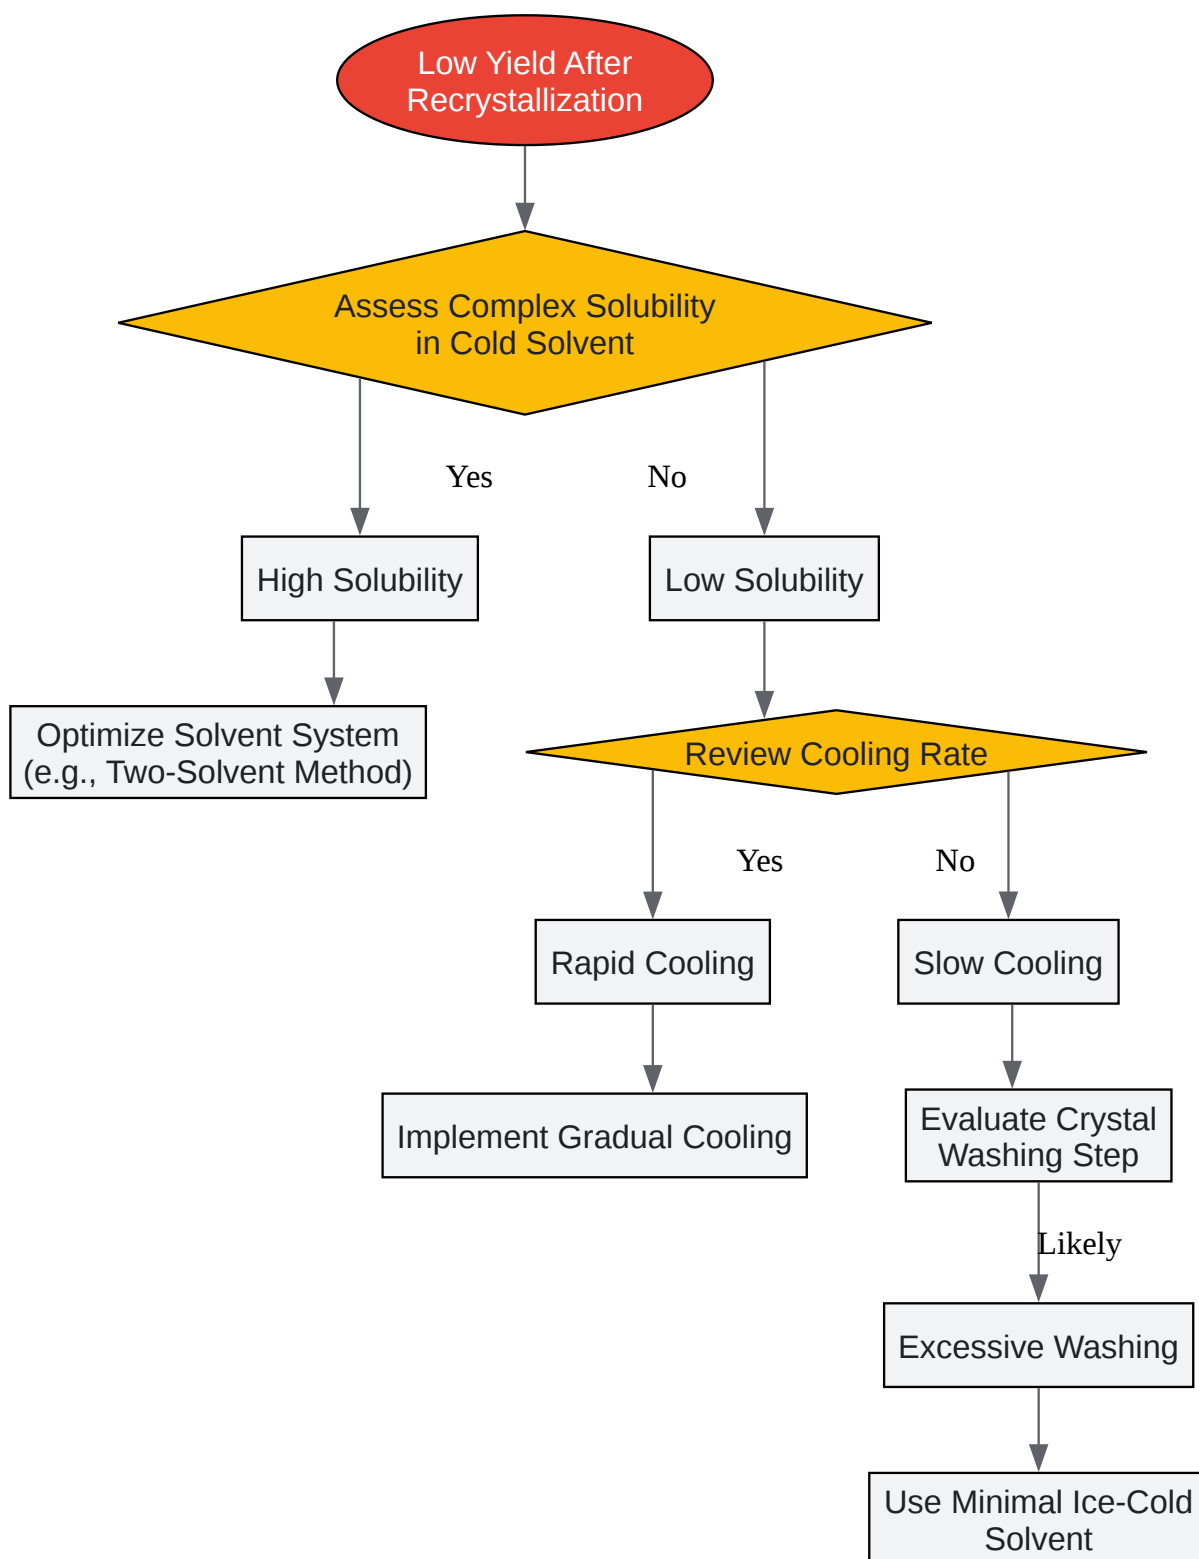 Low Yield After
Recrystallization
Assess Complex Solubility
in Cold Solvent
Yes
No
High Solubility
Low Solubility
Optimize Solvent System
(e.g., Two-Solvent Method)
Review Cooling Rate
Yes
No
Rapid Cooling
Slow Cooling
Implement Gradual Cooling
Evaluate Crystal
Washing Step
Likely
Excessive Washing
Use Minimal Ice-Cold
Solvent